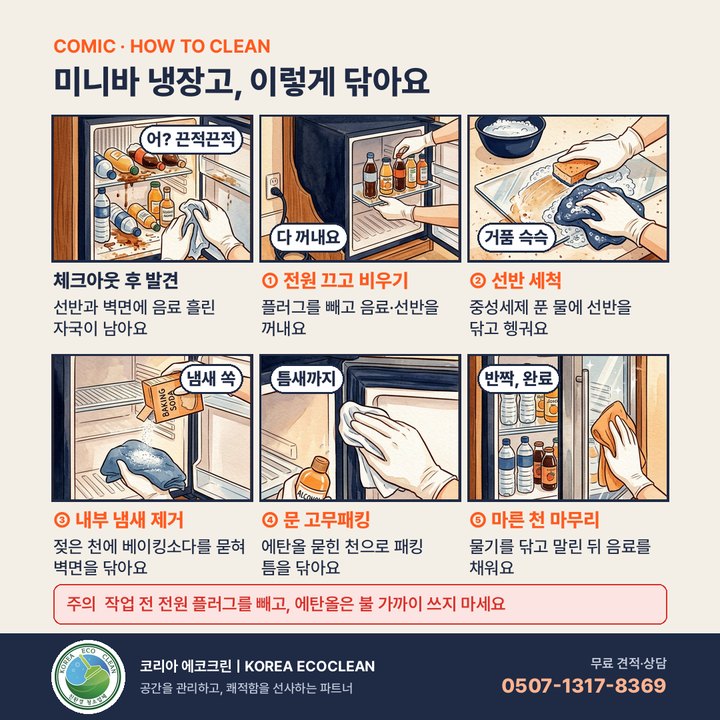 COMIC · HOW TO CLEAN
미니바 냉장고, 이렇게 닦아요
어? 끈적끈적
다 꺼내요
거품 슥슥
체크아웃 후 발견
선반과 벽면에 음료 흘린
자국이 남아요
① 전원 끄고 비우기
플러그를 빼고 음료·선반을
꺼내요
② 선반 세척
중성세제 푼 물에 선반을
닦고 헹궈요
냄새 쏙
BAKING
SODA
틈새까지
ALCOHOL
반짝, 완료
③ 내부 냄새 제거
젖은 천에 베이킹소다를 묻혀
벽면을 닦아요
④ 문 고무패킹
에탄올 묻힌 천으로 패킹
틈을 닦아요
⑤ 마른 천 마무리
물기를 닦고 말린 뒤 음료를
채워요
주의 작업 전 전원 플러그를 빼고, 에탄올은 불 가까이 쓰지 마세요
KOREA ECO CLEAN
코리아 에코크린 | KOREA ECOCLEAN
공간을 관리하고, 쾌적함을 선사하는 파트너
무료 견적·상담
0507-1317-8369